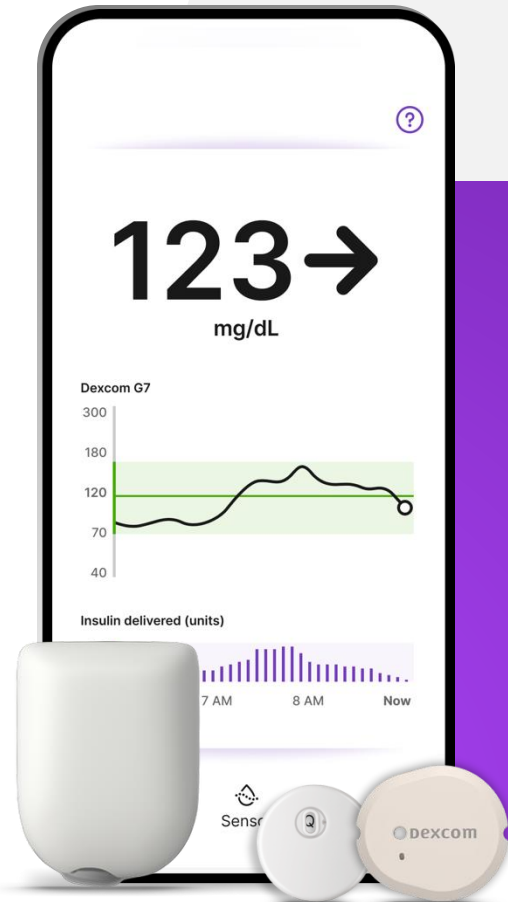 ?
123→
mg/dL
Dexcom G7
300
180
120
70
40
Insulin delivered (units)
7 AM 8 AM Now
Dexcom